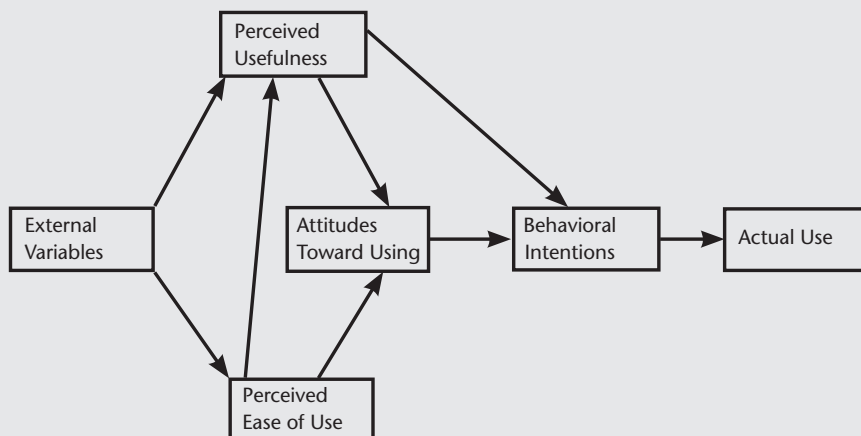 Perceived
Usefulness
External
Variables
Attitudes
Toward Using
Behavioral
Intentions
Actual Use
Perceived
Ease of Use